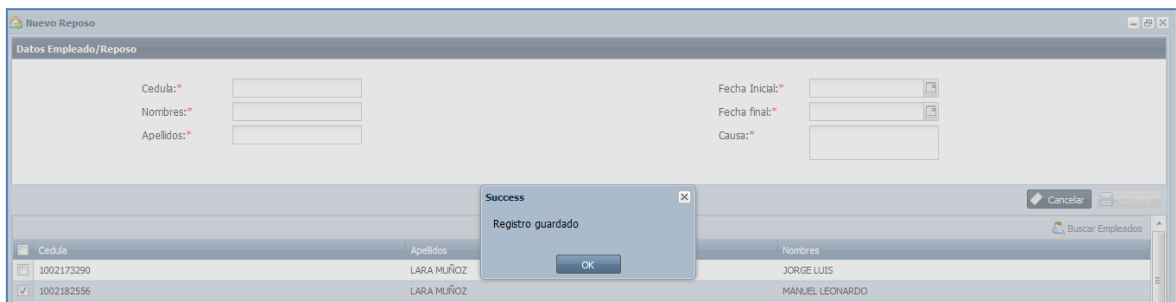 Nuevo Reposo
Datos Empleado/Reposo
Cedula:* Fecha Inicial:*
Nombres:* Fecha final:*
Apellidos:* Causa:*
Success
Registro guardado
OK
Cancelar
Buscar Empleados
Cedula Apellidos Nombres
1002173290 LARA MUÑOZ JORGE LUIS
1002182556 LARA MUÑOZ MANUEL LEONARDO